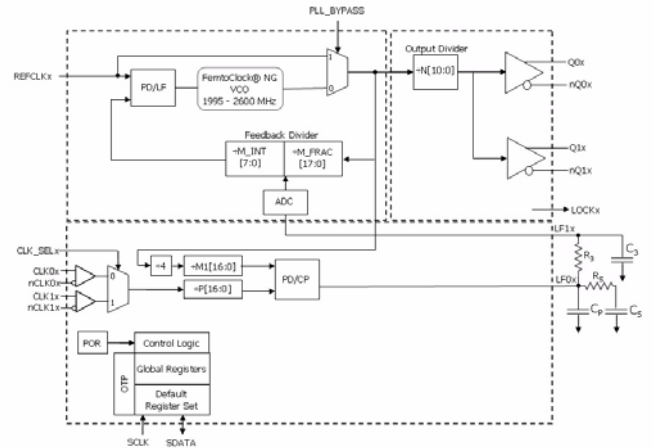 PLL_BYPASS
Output Divider
REFCLKx
PD/LF
FemtoClock® NG
VCO
1995 - 2600 MHz
1
0
÷N[10:0]
Q0x
nQ0x
Feedback Divider
÷M_INT
[7:0]
÷M_FRAC
[17:0]
Q1x
nQ1x
ADC
LOCKx
CLK_SELx
LF1x
CLK0x
nCLK0x
CLK1x
nCLK1x
0
1
÷4
÷M1[16:0]
÷P[16:0]
PD/CP
LF0x
R3
C3
RS
CP
CS
POR
Control Logic
OTP
Global Registers
Default
Register Set
SCLK
SDATA